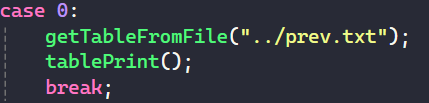 case 0:
getTableFromFile("../prev.txt");
tablePrint();
break;